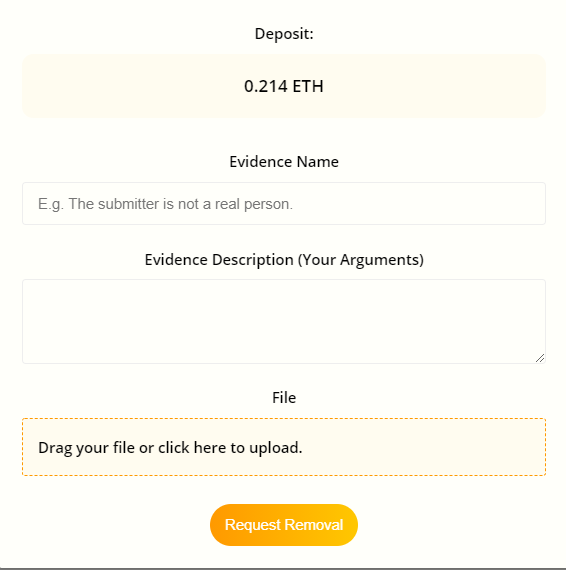 Deposit:
0.214 ETH
Evidence Name
E.g. The submitter is not a real person.
Evidence Description (Your Arguments)
File
Drag your file or click here to upload.
Request Removal